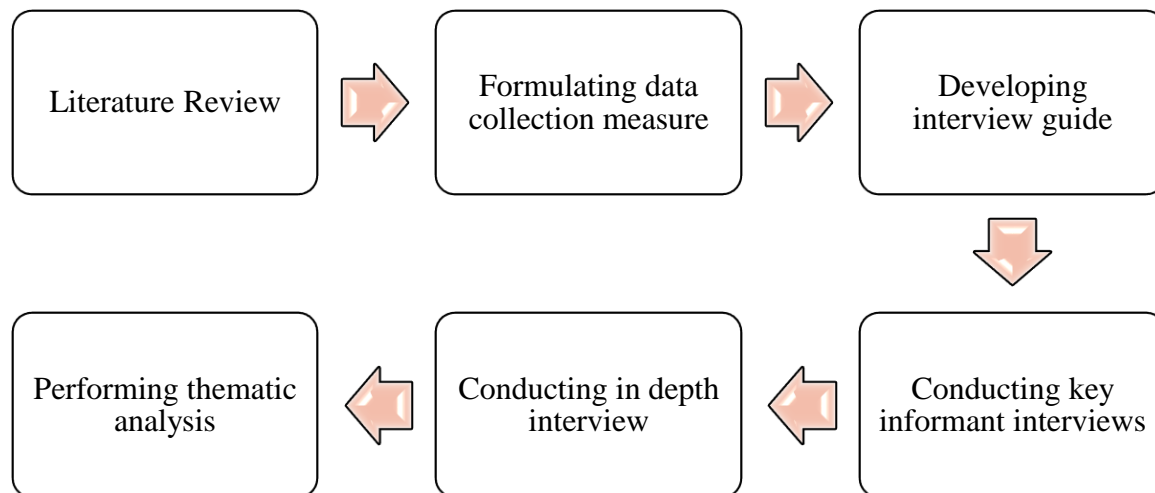 Literature Review
Formulating data
collection measure
Developing
interview guide
Conducting key
informant interviews
Conducting in depth
interview
Performing thematic
analysis